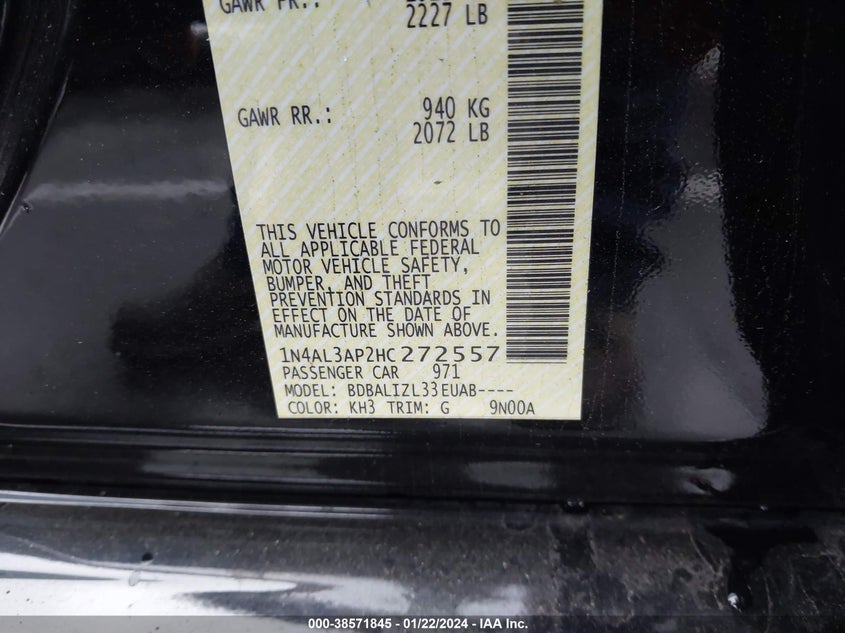 GAWR FR.:
2227 LB
GAWR RR.: 940 KG
2072 LB
THIS VEHICLE CONFORMS TO
ALL APPLICABLE FEDERAL
MOTOR VEHICLE SAFETY,
BUMPER, AND THEFT
PREVENTION STANDARDS IN
EFFECT ON THE DATE OF
MANUFACTURE SHOWN ABOVE.
1N4AL3AP2HC272557
PASSENGER CAR 971
MODEL: BDBALIZL33EUAB----
COLOR: KH3 TRIM: G 9N00A
000-38571845 / 01/22/2024 - IAA Inc.